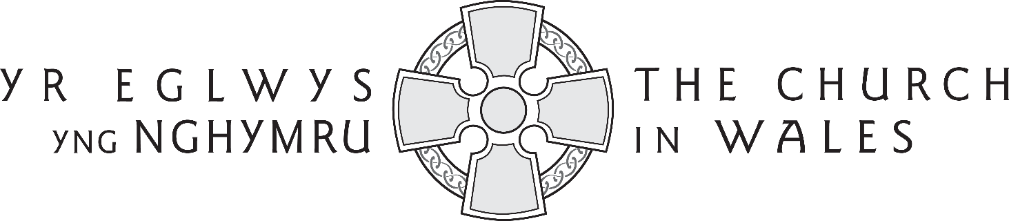 YR EGLWYS
YNG NGHYMRU
THE CHURCH
IN WALES